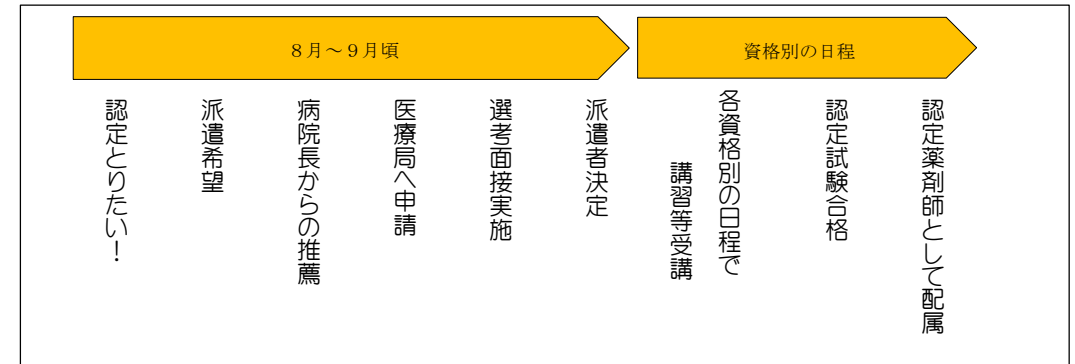 ８月～９月頃
資格別の日程
認定とりたい！
派遣希望
病院長からの推薦
医療局へ申請
選考面接実施
派遣者決定
各資格別の日程で
講習等受講
認定試験合格
認定薬剤師として配属